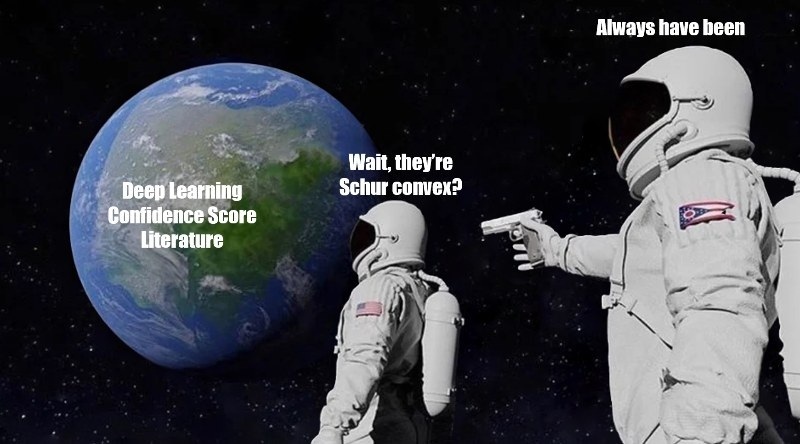 Always have been
Wait, they're
Schur convex?
Deep Learning
Confidence Score
Literature